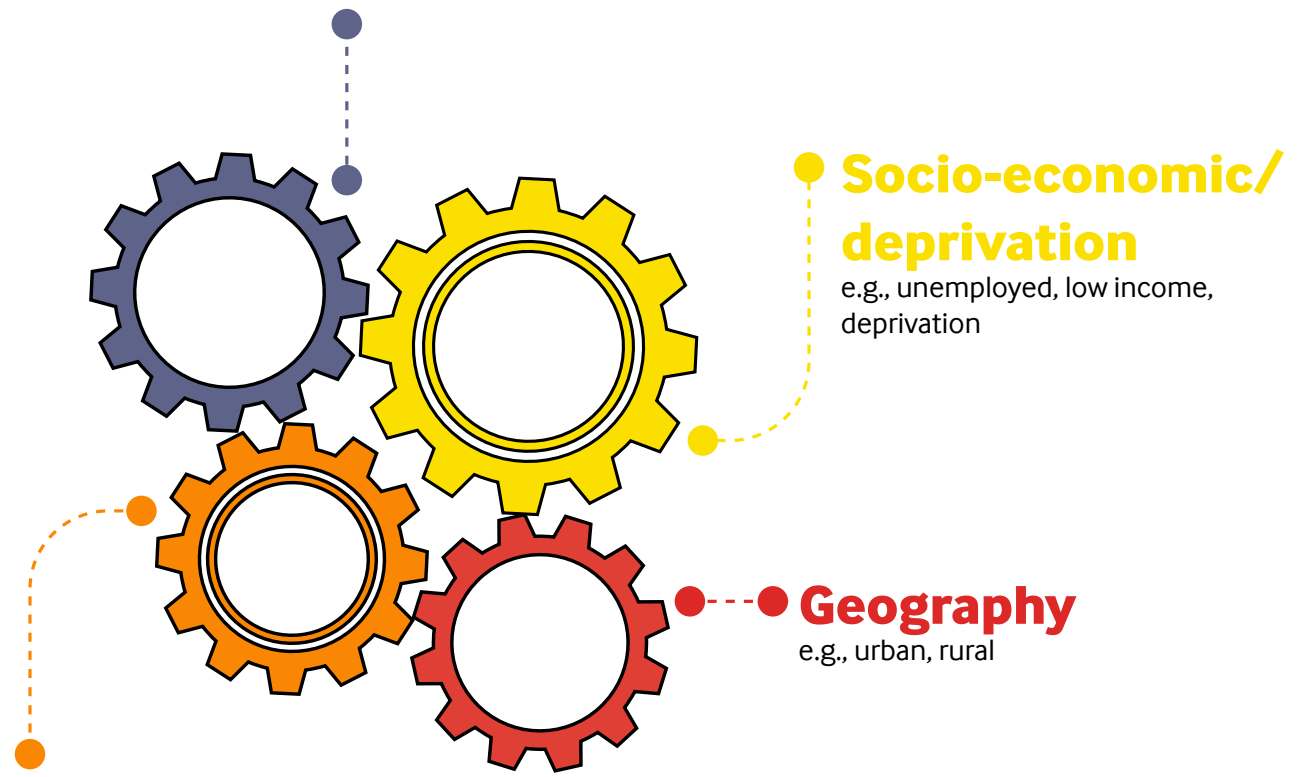 Socio-economic/
deprivation
e.g., unemployed, low income,
deprivation
Geography
e.g., urban, rural